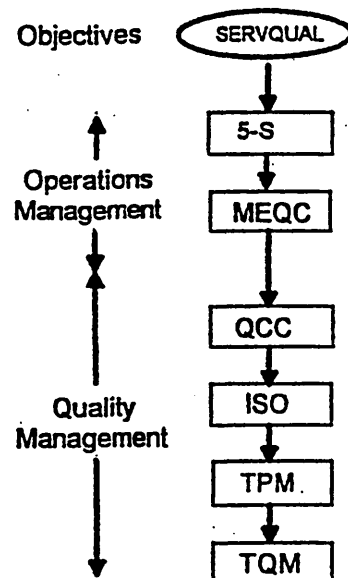 Objectives
SERVQUAL
5-S
Operations
Management
MEQC
QCC
ISO
Quality
Management
TPM
TQM